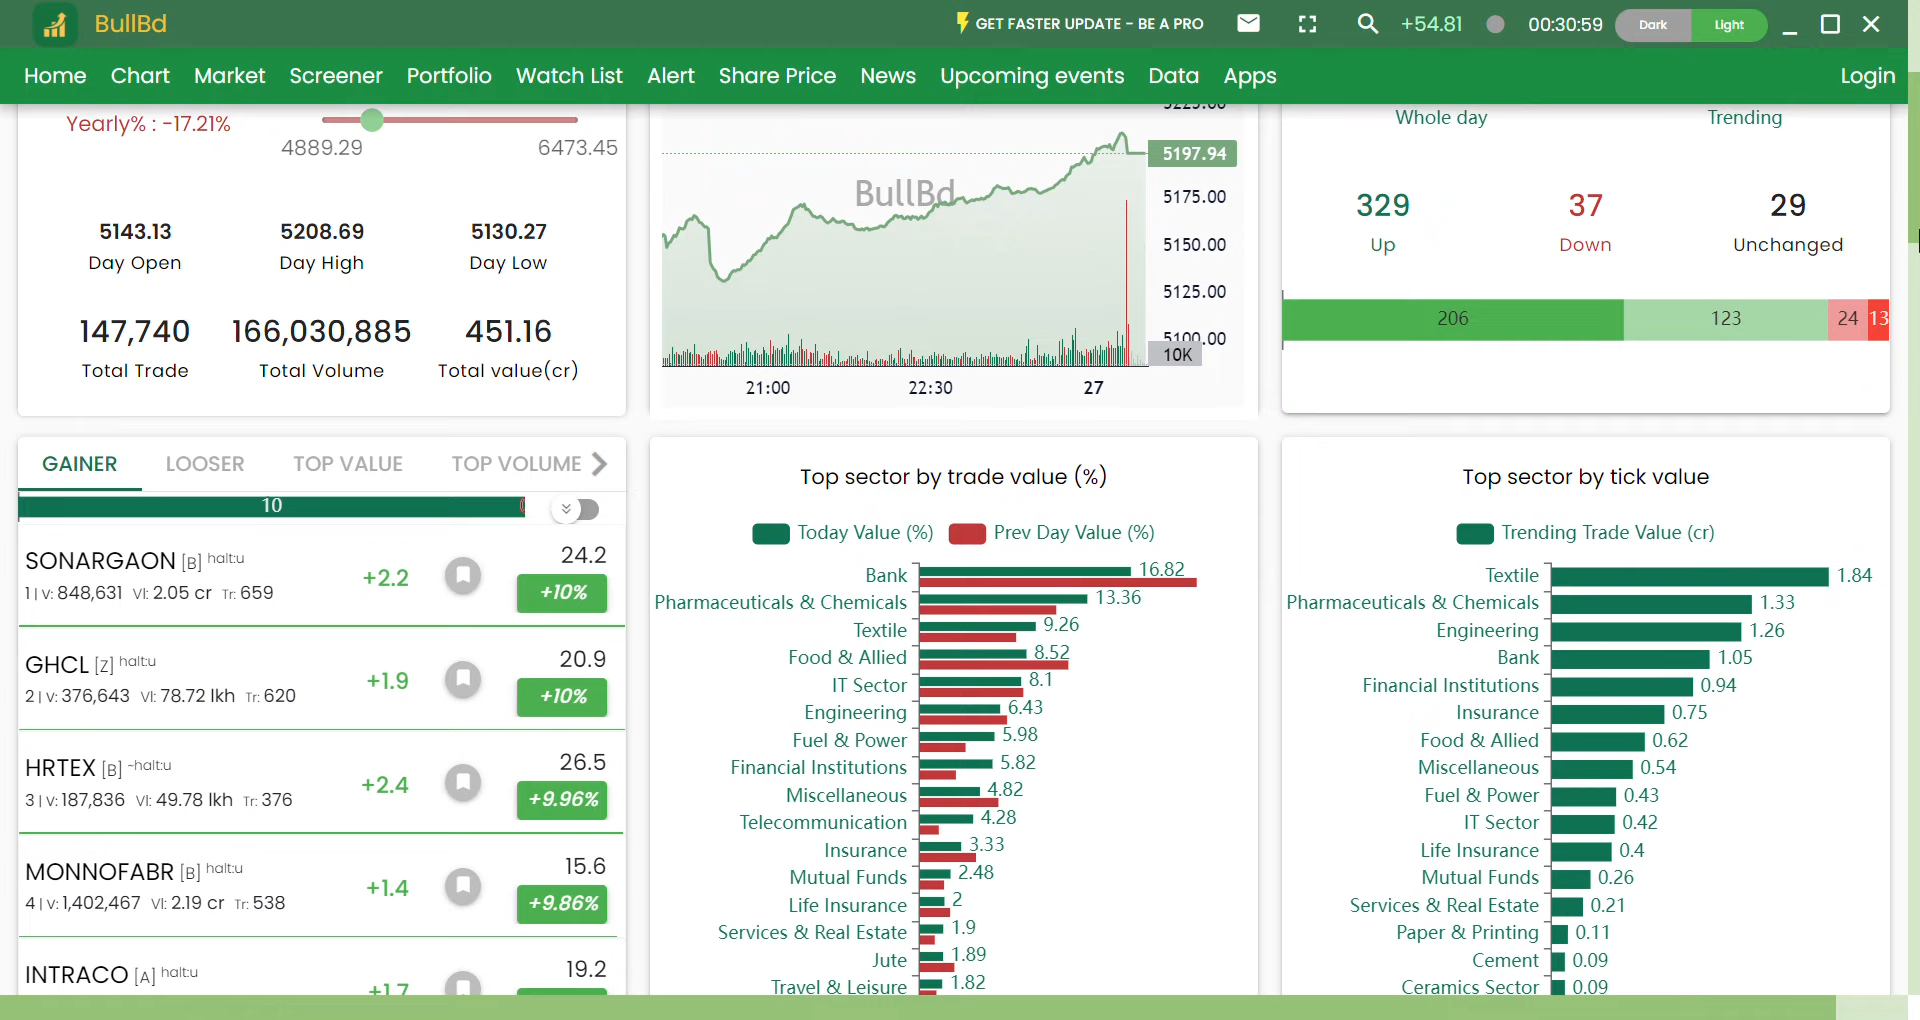 BullBd
GET FASTER UPDATE - BE A PRO
+54.81
00:30:59
Dark
Light
Home Chart Market Screener Portfolio Watch List Alert Share Price News Upcoming events Data Apps Login
Yearly% : -17.21%
4889.29 6473.45
5143.13 5208.69 5130.27
Day Open Day High Day Low
147,740 166,030,885 451.16
Total Trade Total Volume Total value(cr)
5225.00
5197.94
BullBd
5175.00
5150.00
5125.00
5100.00
10K
21:00 22:30 27
Whole day Trending
329 37 29
Up Down Unchanged
206 123 24 13
GAINER LOOSER TOP VALUE TOP VOLUME
10
SONARGAON [B] halt:u
1 | V: 848,631 Vl: 2.05 cr Tr: 659
+2.2
24.2
+10%
GHCL [Z] halt:u
2 | V: 376,643 Vl: 78.72 lkh Tr: 620
+1.9
20.9
+10%
HRTEX [B] ~halt:u
3 | V: 187,836 Vl: 49.78 lkh Tr: 376
+2.4
26.5
+9.96%
MONNOFABR [B] halt:u
4 | V: 1,402,467 Vl: 2.19 cr Tr: 538
+1.4
15.6
+9.86%
INTRACO [A] halt:u
+1.7
19.2
Top sector by trade value (%)
Today Value (%) Prev Day Value (%)
Bank 16.82
Pharmaceuticals & Chemicals 13.36
Textile 9.26
Food & Allied 8.52
IT Sector 8.1
Engineering 6.43
Fuel & Power 5.98
Financial Institutions 5.82
Miscellaneous 4.82
Telecommunication 4.28
Insurance 3.33
Mutual Funds 2.48
Life Insurance 2
Services & Real Estate 1.9
Jute 1.89
Travel & Leisure 1.82
Top sector by tick value
Trending Trade Value (cr)
Textile 1.84
Pharmaceuticals & Chemicals 1.33
Engineering 1.26
Bank 1.05
Financial Institutions 0.94
Insurance 0.75
Food & Allied 0.62
Miscellaneous 0.54
Fuel & Power 0.43
IT Sector 0.42
Life Insurance 0.4
Mutual Funds 0.26
Services & Real Estate 0.21
Paper & Printing 0.11
Cement 0.09
Ceramics Sector 0.09